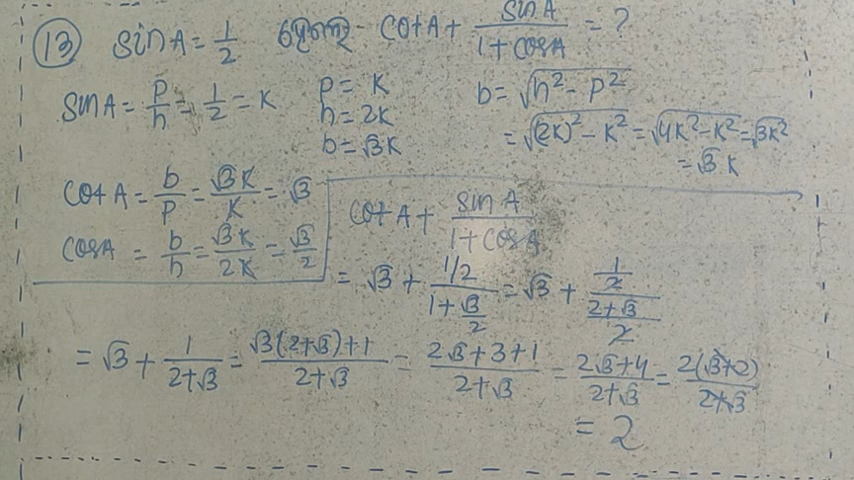 (13) sinA = 1/2 ହେଲେ - cotA + sinA/(1+cosA) = ?
sinA = p/h = 1/2 = K
p = K
h = 2K
b = √3K
b = √(h² - p²)
= √((2K)² - K²) = √(4K² - K²) = √3K²
= √3 K
cotA = b/p = √3K/K = √3
cosA = b/h = √3K/2K = √3/2
cotA + sinA/(1+cosA)
= √3 + (1/2)/(1+√3/2) = √3 + (1/2)/((2+√3)/2)
= √3 + 1/(2+√3) = (√3(2+√3)+1)/(2+√3) = (2√3+3+1)/(2+√3) = (2√3+4)/(2+√3) = 2(√3+2)/(2+√3)
= 2